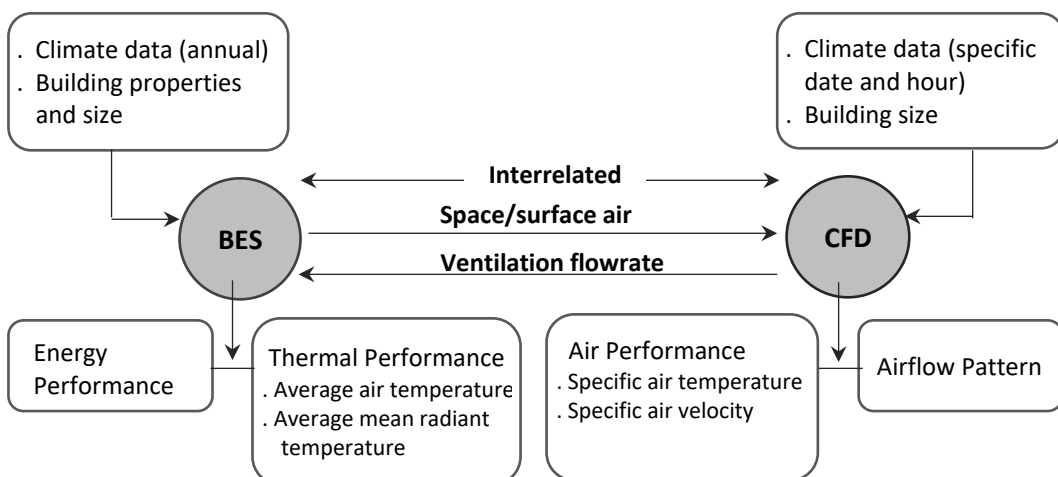 . Climate data (annual)
. Building properties
and size
. Climate data (specific
date and hour)
. Building size
Interrelated
Space/surface air
Ventilation flowrate
BES
CFD
Energy
Performance
Thermal Performance
. Average air temperature
. Average mean radiant
temperature
Air Performance
. Specific air temperature
. Specific air velocity
Airflow Pattern